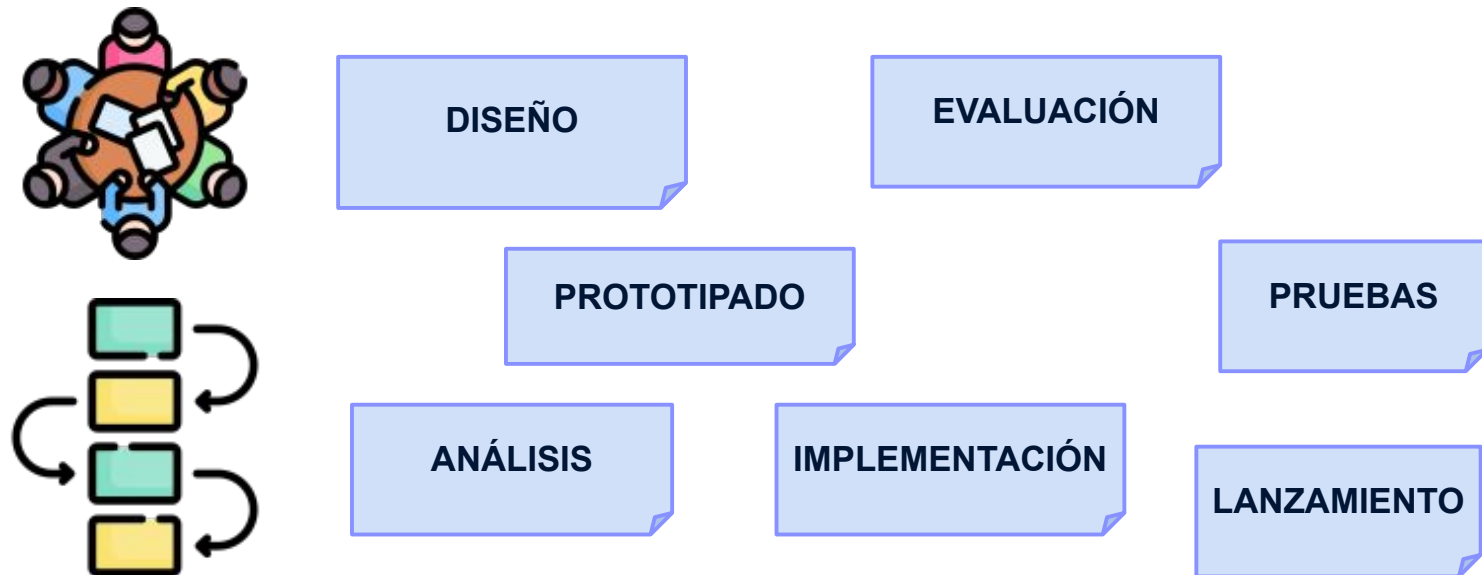 DISEÑO
EVALUACIÓN
PROTOTIPADO
PRUEBAS
ANÁLISIS
IMPLEMENTACIÓN
LANZAMIENTO